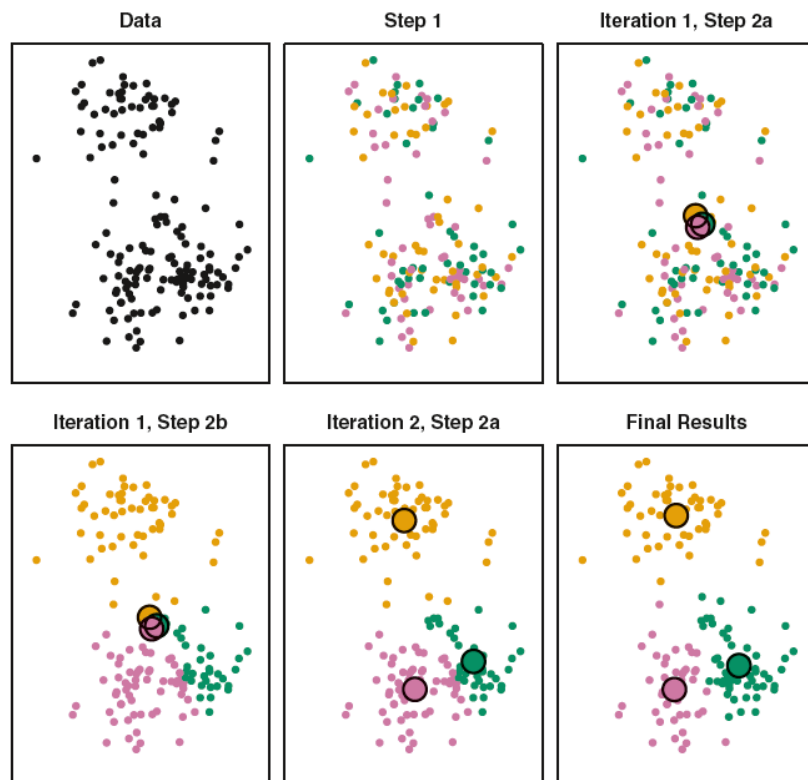 Data
Step 1
Iteration 1, Step 2a
Iteration 1, Step 2b
Iteration 2, Step 2a
Final Results